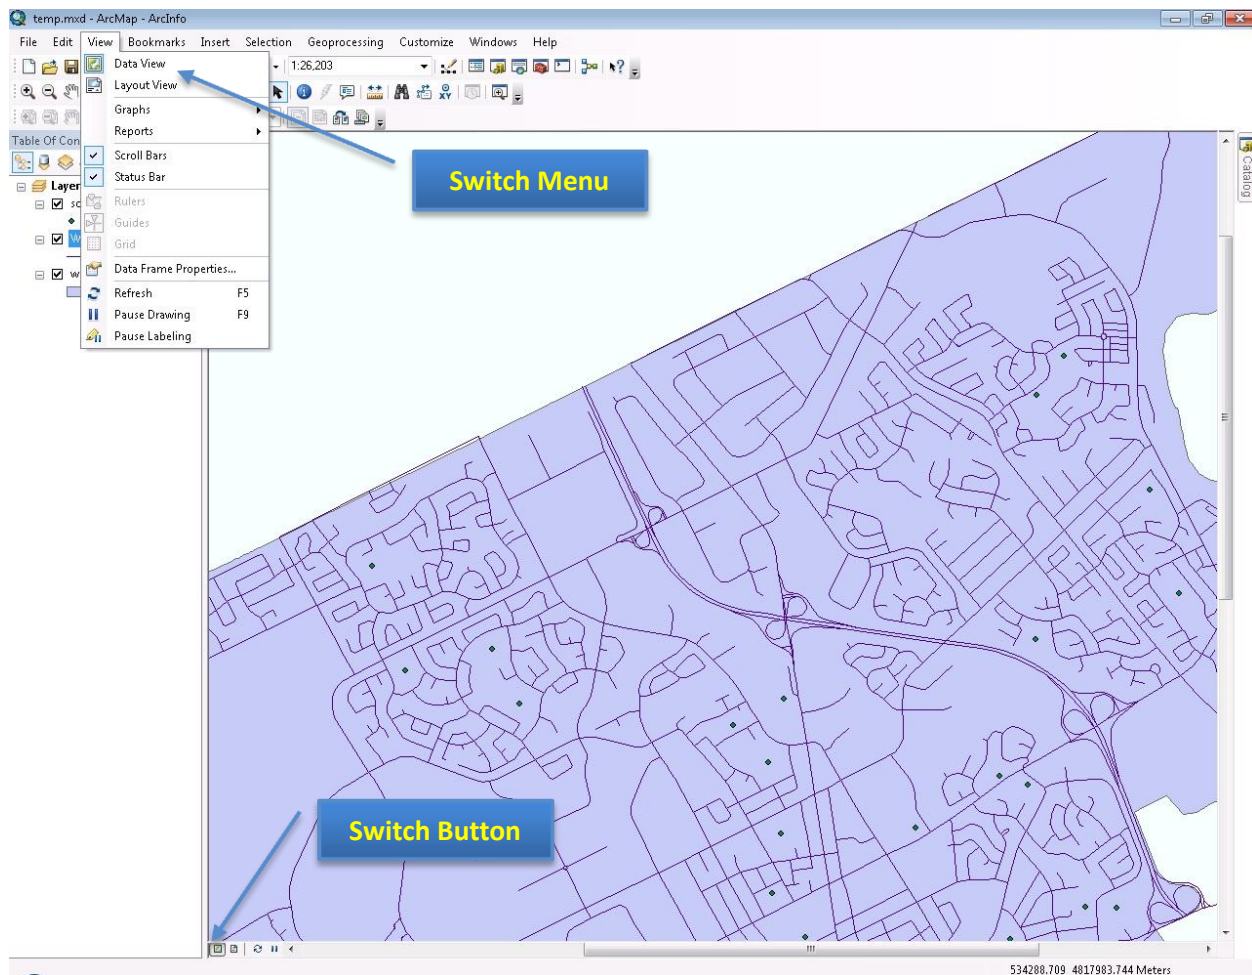 temp.mxd - ArcMap - ArcInfo
File Edit View Bookmarks Insert Selection Geoprocessing Customize Windows Help
Data View
1:26,203
Layout View
Graphs
Reports
Table Of Con
Scroll Bars
Status Bar
Layer
Rulers
Guides
Grid
Data Frame Properties...
Refresh F5
Pause Drawing F9
Pause Labeling
Switch Menu
Catalog
Switch Button
534288.709 4817983.744 Meters